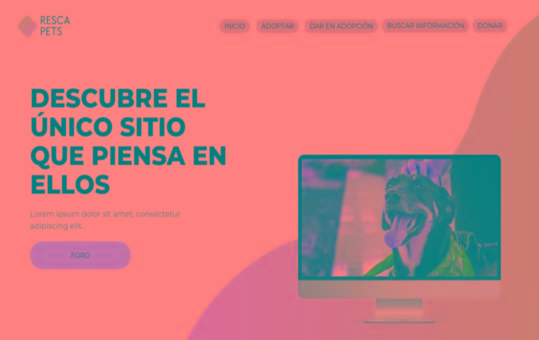 RESCA
PETS
INICIO
ADOPTAR
DAR EN ADOPCIÓN
BUSCAR INFORMACIÓN
DONAR
DESCUBRE EL
ÚNICO SITIO
QUE PIENSA EN
ELLOS
Lorem ipsum dolor sit amet, consectetur
adipiscing elit.
FORO